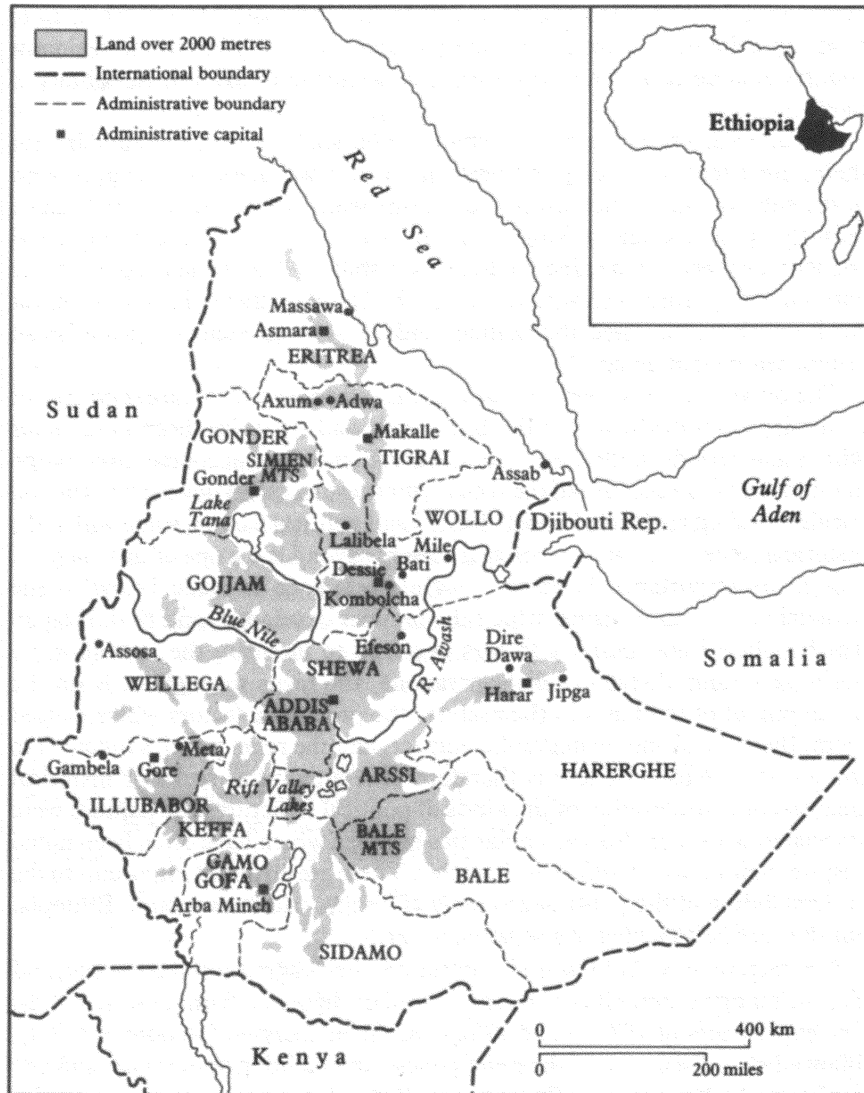 Land over 2000 metres
International boundary
Administrative boundary
Administrative capital
Ethiopia
Red Sea
Massawa
Asmara
ERITREA
Sudan
Axum
Adwa
GONDER
Makalle
SIMIEN
MTS
TIGRAI
Gonder
Assab
Lake
Tana
Gulf of
Aden
WOLLO
Djibouti Rep.
Lalibela
Mile
Dessie
Bati
GOJJAM
Kombolcha
Blue Nile
Efeson
R. Awash
Dire
Dawa
Assosa
SHEWA
Somalia
WELLEGA
Harar
Jipga
ADDIS
ABABA
Meta
Gambela
Gore
ARSSI
HARERGHE
Rift Valley
Lakes
ILLUBABOR
KEFFA
BALE
MTS
GAMO
GOFA
BALE
Arba Minch
SIDAMO
0
400 km
Kenya
0
200 miles